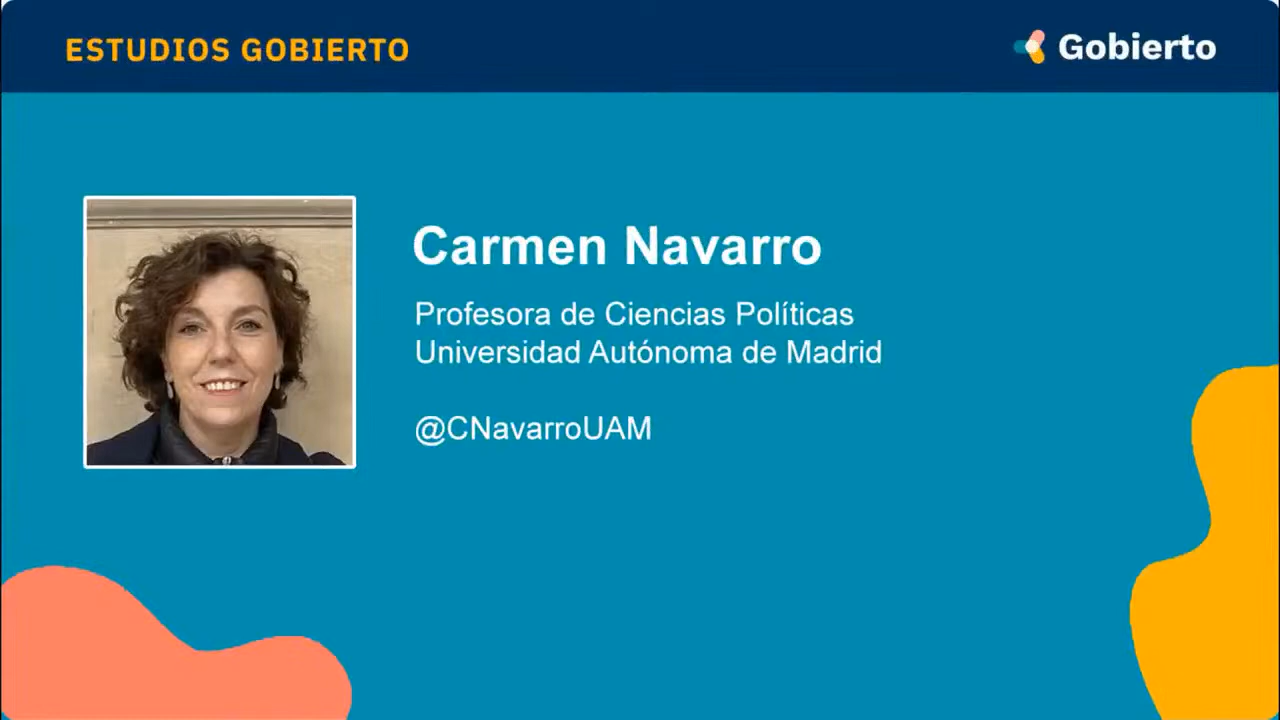 ESTUDIOS GOBIERTO
Gobierto
Carmen Navarro
Profesora de Ciencias Políticas
Universidad Autónoma de Madrid
@CNavarroUAM